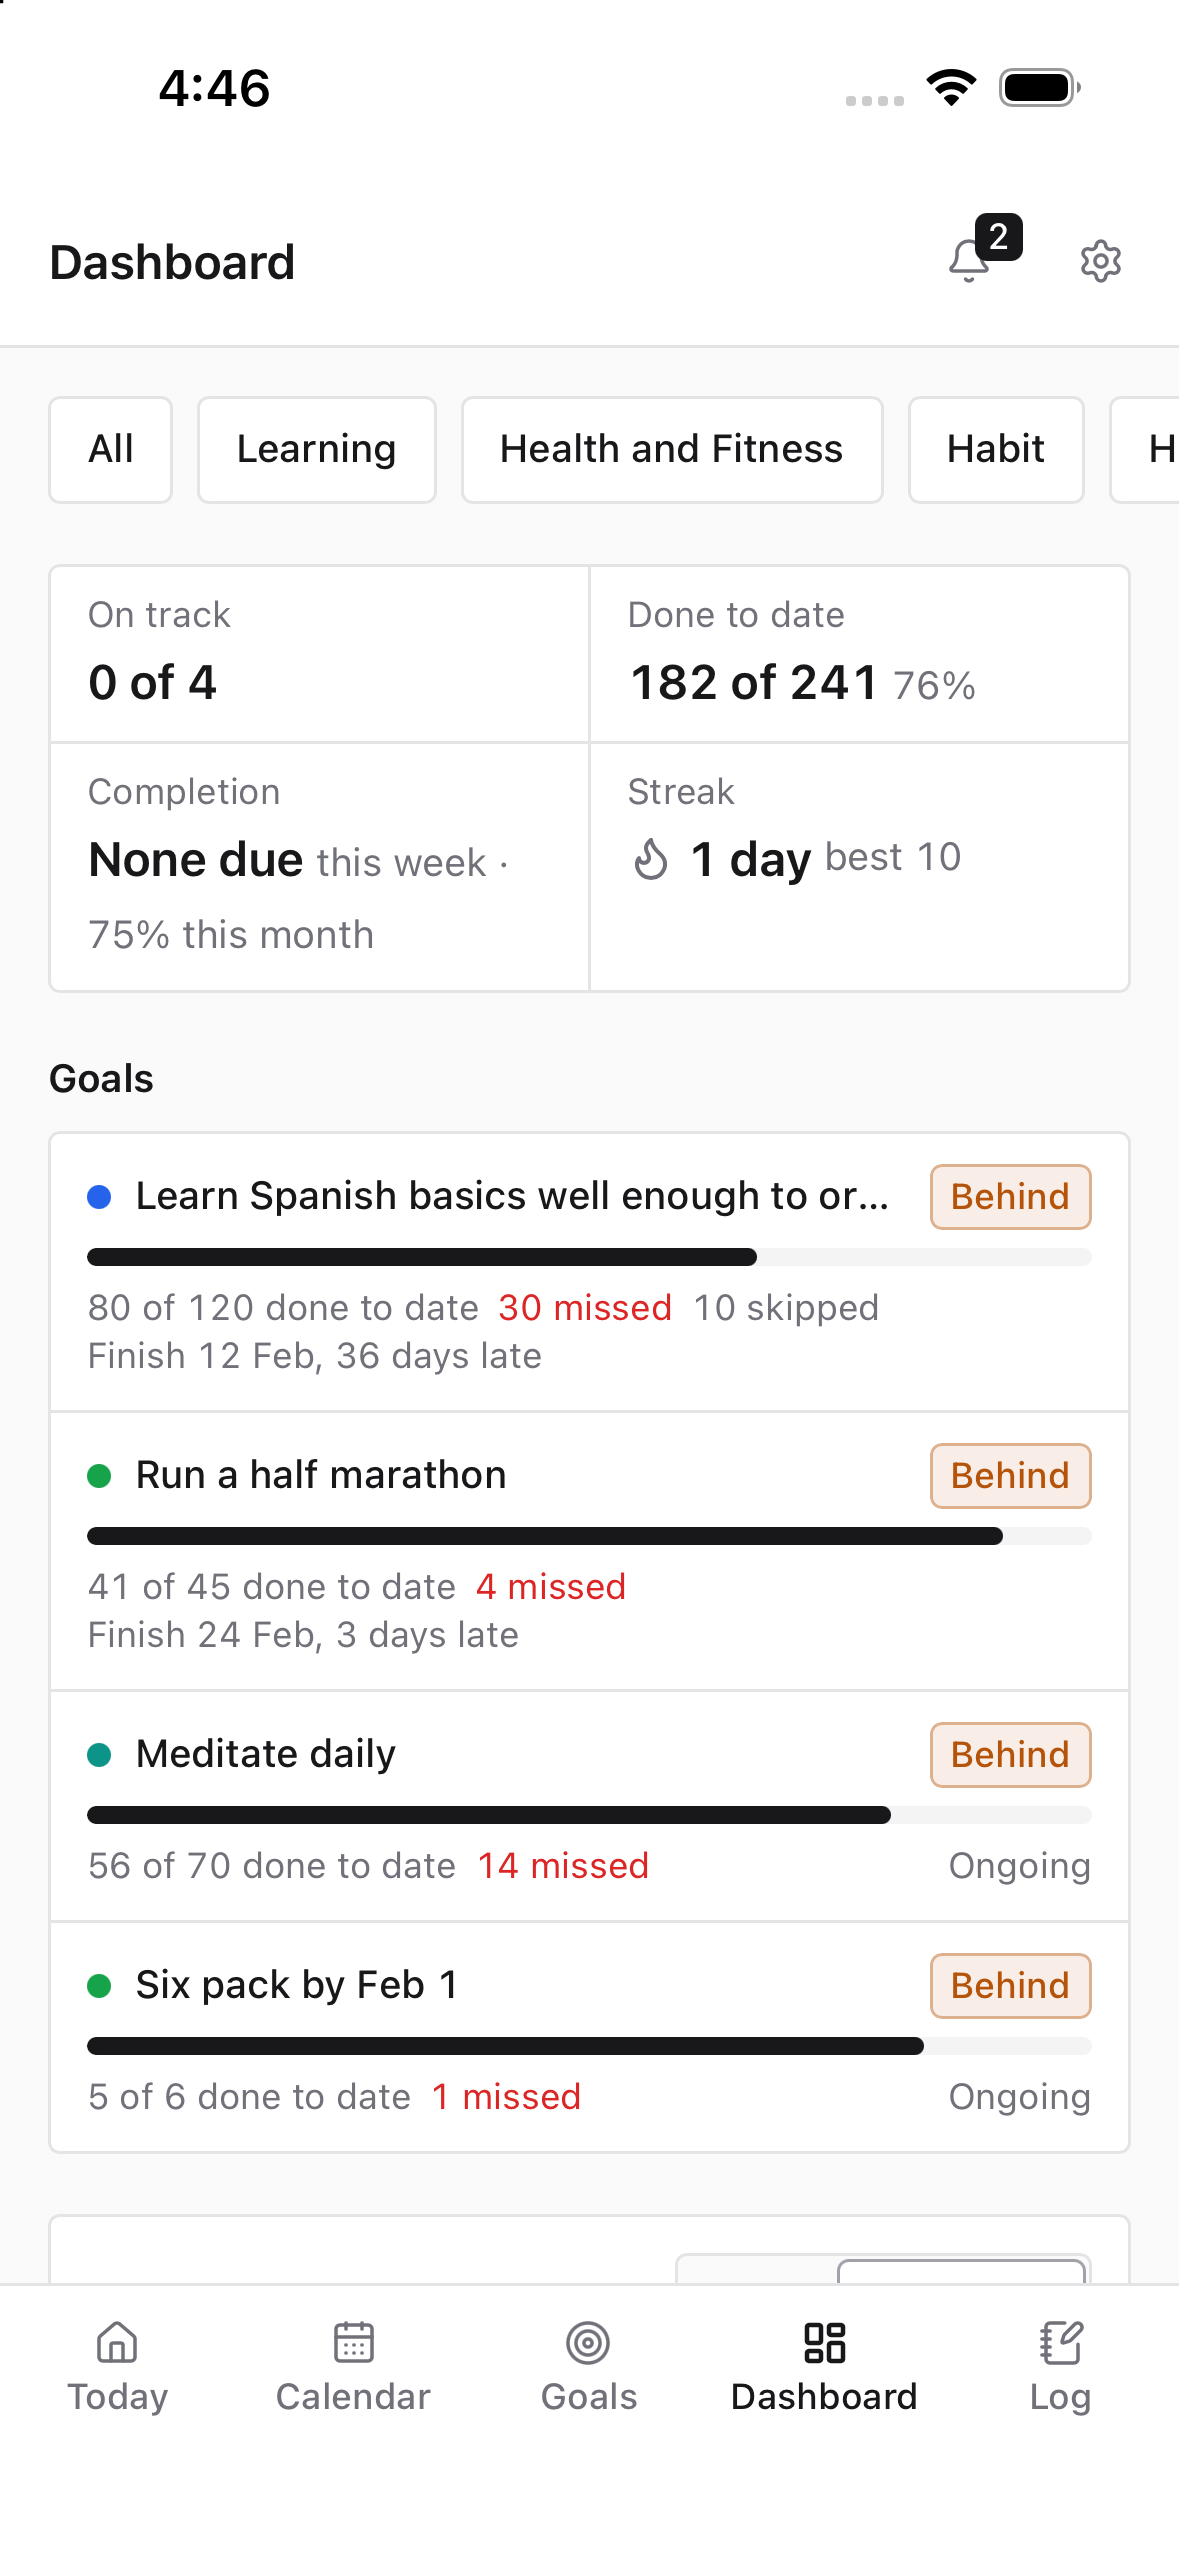 4:46
Dashboard
2
All
Learning
Health and Fitness
Habit
H
On track
0 of 4
Done to date
182 of 241 76%
Completion
None due this week ·
75% this month
Streak
1 day best 10
Goals
Learn Spanish basics well enough to or...
Behind
80 of 120 done to date 30 missed 10 skipped
Finish 12 Feb, 36 days late
Run a half marathon
Behind
41 of 45 done to date 4 missed
Finish 24 Feb, 3 days late
Meditate daily
Behind
56 of 70 done to date 14 missed
Ongoing
Six pack by Feb 1
Behind
5 of 6 done to date 1 missed
Ongoing
Today
Calendar
Goals
Dashboard
Log